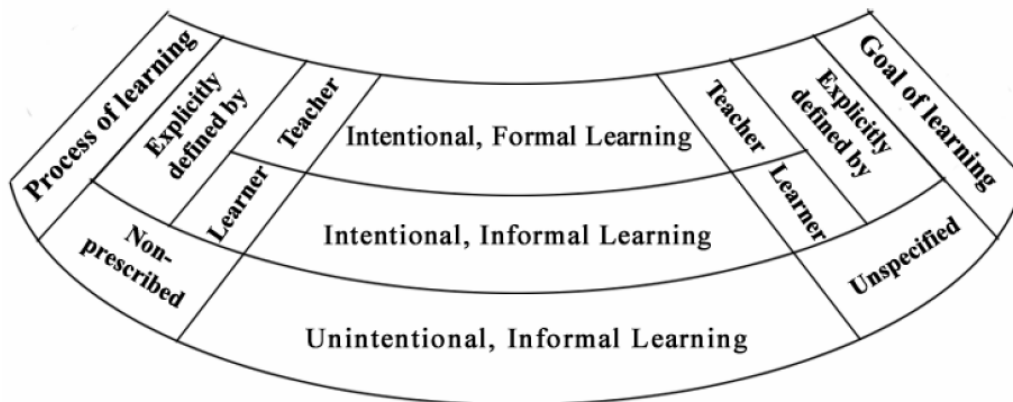 Process of learning
Explicitly
defined by
Teacher
Learner
Non-
prescribed
Intentional, Formal Learning
Intentional, Informal Learning
Unintentional, Informal Learning
Teacher
Learner
Explicitly
defined by
Unspecified
Goal of learning